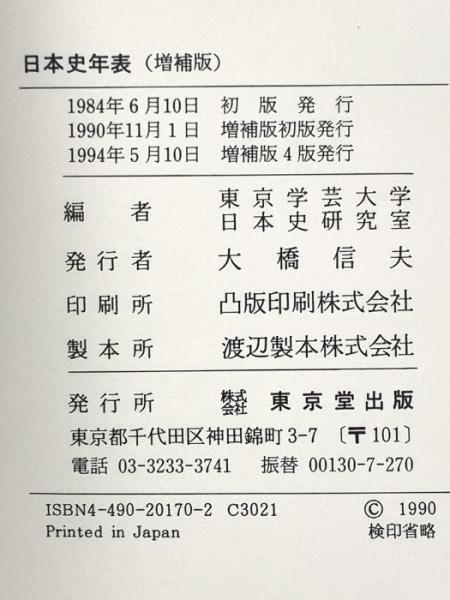 日本史年表（増補版）
1984年6月10日 初版発行
1990年11月1日 増補版初版発行
1994年5月10日 増補版4版発行
編者 東京学芸大学
日本史研究室
発行者 大橋信夫
印刷所 凸版印刷株式会社
製本所 渡辺製本株式会社
発行所 株式会社 東京堂出版
東京都千代田区神田錦町3-7〔〒101〕
電話 03-3233-3741 振替 00130-7-270
ISBN4-490-20170-2 C3021 © 1990
Printed in Japan 検印省略